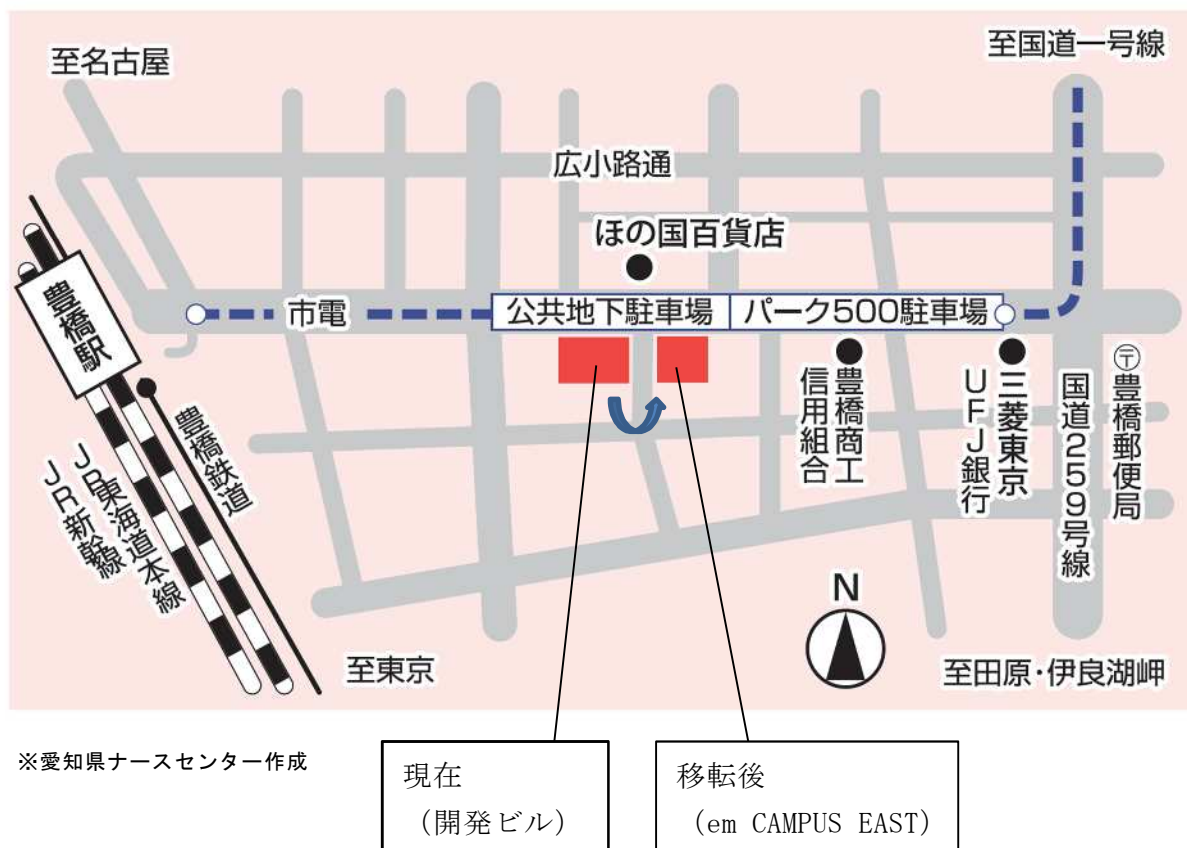 至名古屋
至国道一号線
広小路通
ほの国百貨店
豊橋駅
市電
公共地下駐車場
パーク500駐車場
豊橋鉄道
JR東海道本線
JR新幹線
豊橋商工
信用組合
三菱東京
UFJ銀行
国道259号線
〒豊橋郵便局
N
至東京
至田原・伊良湖岬
※愛知県ナースセンター作成
現在
（開発ビル）
移転後
（em CAMPUS EAST）